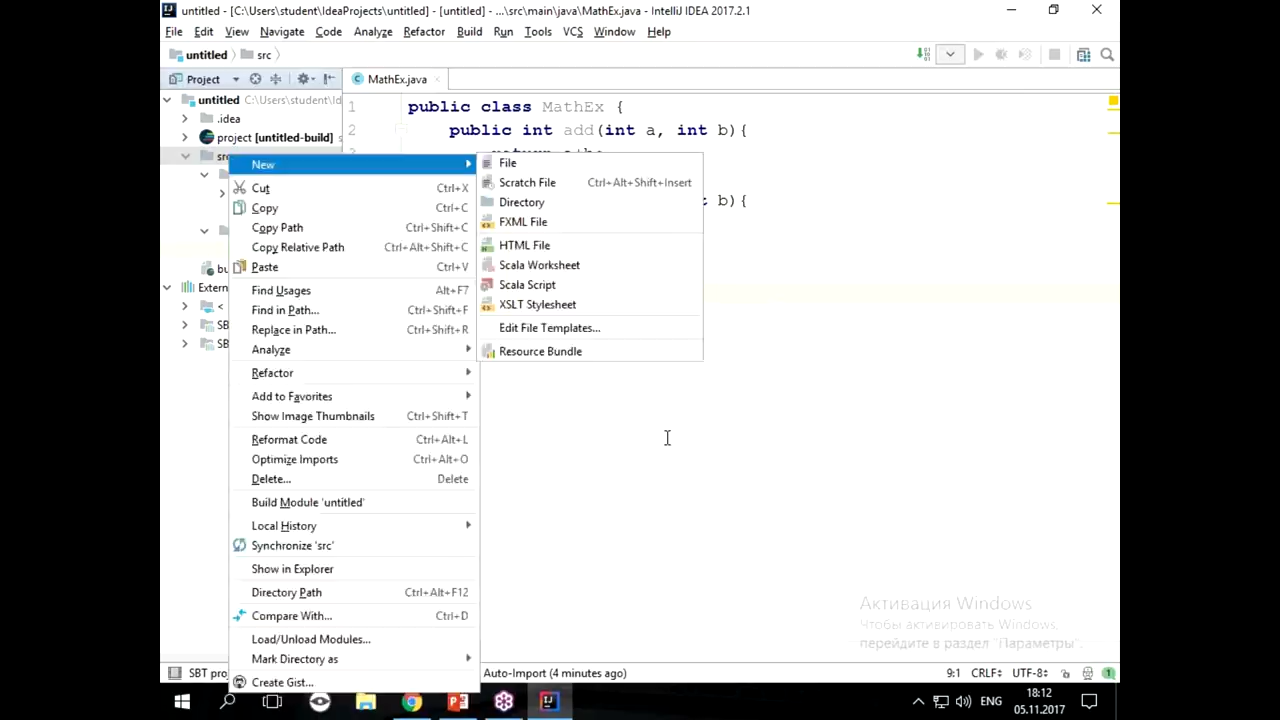 untitled - [C:\Users\student\IdeaProjects\untitled] - [untitled] - ...\src\main\java\MathEx.java - IntelliJ IDEA 2017.2.1
File Edit View Navigate Code Analyze Refactor Build Run Tools VCS Window Help
untitled src
Project
MathEx.java
untitled C:\Users\student\Id
.idea
project [untitled-build]
Extern
SB
SB
1 public class MathEx {
2 public int add(int a, int b){
b){
New
Cut Ctrl+X
Copy Ctrl+C
Copy Path Ctrl+Shift+C
Copy Relative Path Ctrl+Alt+Shift+C
Paste Ctrl+V
Find Usages Alt+F7
Find in Path... Ctrl+Shift+F
Replace in Path... Ctrl+Shift+R
Analyze
Refactor
Add to Favorites
Show Image Thumbnails Ctrl+Shift+T
Reformat Code Ctrl+Alt+L
Optimize Imports Ctrl+Alt+O
Delete... Delete
Build Module 'untitled'
Local History
Synchronize 'src'
Show in Explorer
Directory Path Ctrl+Alt+F12
Compare With... Ctrl+D
Load/Unload Modules...
Mark Directory as
Create Gist...
File
Scratch File Ctrl+Alt+Shift+Insert
Directory
FXML File
HTML File
Scala Worksheet
Scala Script
XSLT Stylesheet
Edit File Templates...
Resource Bundle
Активация Windows
Чтобы активировать Windows,
перейдите в раздел "Параметры".
SBT pro Auto-Import (4 minutes ago) 9:1 CRLF UTF-8 1
ENG 18:12
05.11.2017